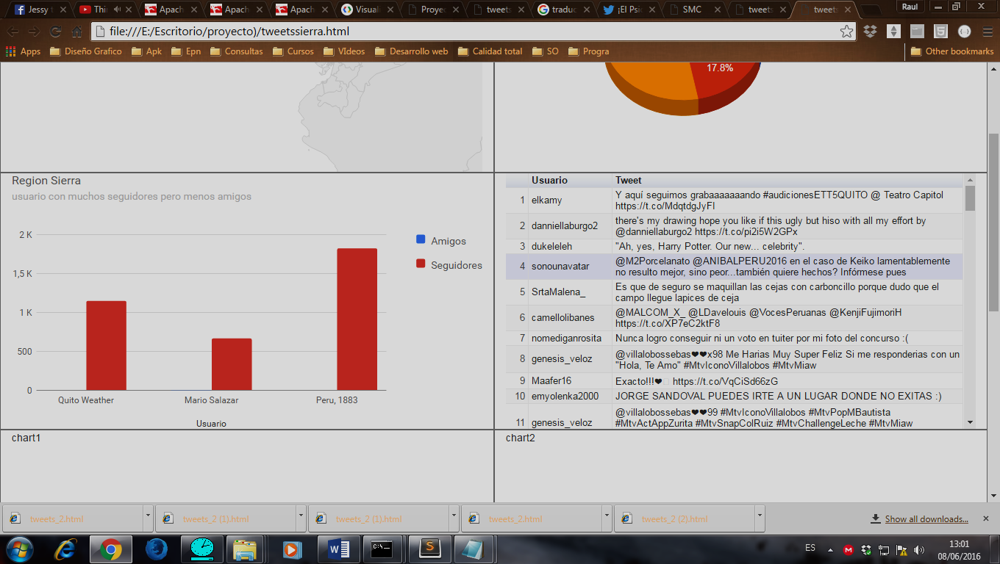 Jessy
Thi
Apach
Apach
Apach
Visuali
Proye
tweets
traduc
¡El Psi
SMC
tweets
tweets
Raul
file:///E:/Escritorio/proyecto)/tweetssierra.html
Apps
Diseño Grafico
Apk
Epn
Consultas
Cursos
VIdeos
Desarrollo web
Calidad total
SO
Progra
Other bookmarks
17.8%
Region Sierra
usuario con muchos seguidores pero menos amigos
2 K
1,5 K
1 K
500
0
Amigos
Seguidores
Quito Weather
Mario Salazar
Peru, 1883
Usuario
Usuario Tweet
1 elkamy Y aquí seguimos grabaaaaaaando #audicionesETT5QUITO @ Teatro Capitol
https://t.co/MdqtdgJyFl
2 danniellaburgo2 there's my drawing hope you like if this ugly but hiso with all my effort by
@danniellaburgo2 https://t.co/pi2i5W2GPx
3 dukeleleh "Ah, yes, Harry Potter. Our new... celebrity".
4 sonounavatar @M2Porcelanato @ANIBALPERU2016 en el caso de Keiko lamentablemente
no resulto mejor, sino peor...también quiere hechos? Infórmese pues
5 SrtaMalena_ Es que de seguro se maquillan las cejas con carboncillo porque dudo que el
campo llegue lapices de ceja
6 camellolibanes @MALCOM_X_ @LDavelouis @VocesPeruanas @KenjiFujimoriH
https://t.co/XP7eC2ktF8
7 nomediganrosita Nunca logro conseguir ni un voto en tuiter por mi foto del concurso :(
8 genesis_veloz @villalobossebas❤❤x98 Me Harias Muy Super Feliz Si me responderias con un
"Hola, Te Amo" #MtvIconoVillalobos #MtvMiaw
9 Maafer16 Exacto!!!❤ https://t.co/VqCiSd66zG
10 emyolenka2000 JORGE SANDOVAL PUEDES IRTE A UN LUGAR DONDE NO EXITAS :)
11 genesis_veloz @villalobossebas❤❤99 #MtvIconoVillalobos #MtvPopMBautista
#MtvActAppZurita #MtvSnapColRuiz #MtvChallengeLeche #MtvMiaw
chart1
chart2
tweets_2.html
tweets_2 (1).html
tweets_2 (1).html
tweets_2.html
tweets_2 (2).html
Show all downloads...
ES
13:01
08/06/2016